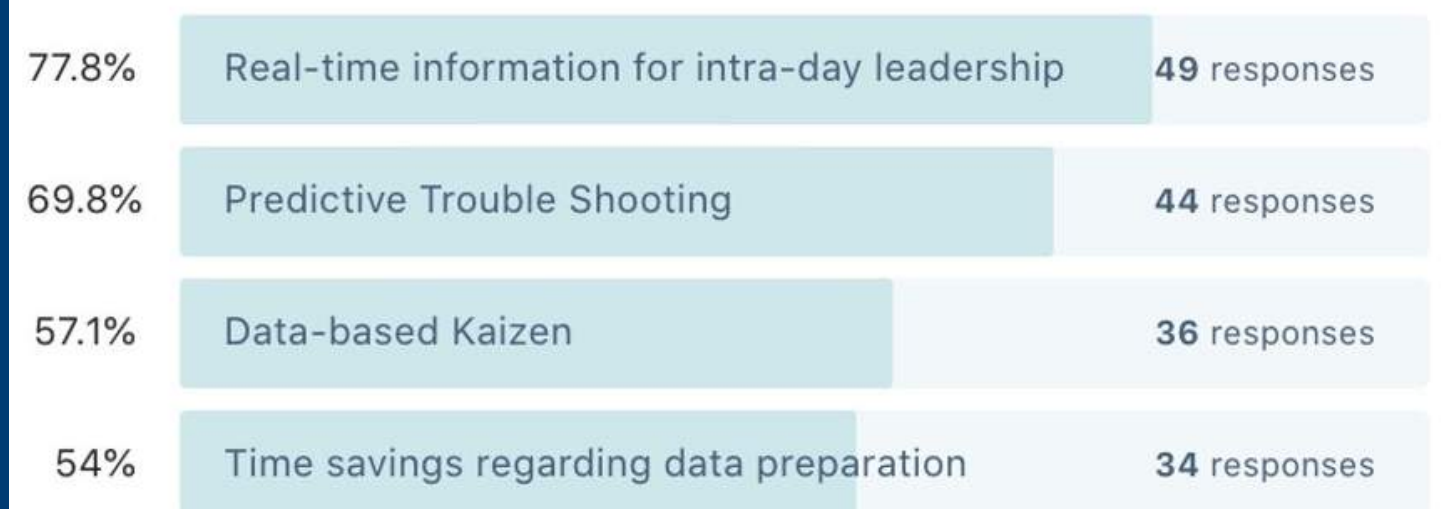 77.8% Real-time information for intra-day leadership 49 responses
69.8% Predictive Trouble Shooting 44 responses
57.1% Data-based Kaizen 36 responses
54% Time savings regarding data preparation 34 responses